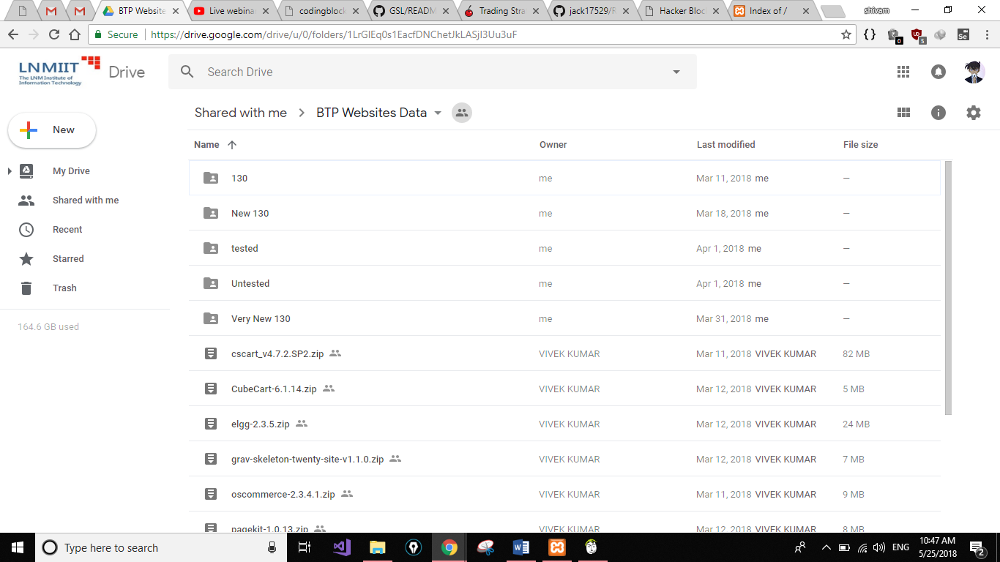 BTP Website
Live webina
codingblock
GSL/READM
Trading Stra
jack17529/R
Hacker Bloc
Index of /
shivam
Secure https://drive.google.com/drive/u/0/folders/
0
5
Se
LNMIIT
The LNM Institute of
Information Technology
Drive
Search Drive
Shared with me > BTP Websites Data
New
Name Owner Last modified File size
My Drive
Shared with me
Recent
Starred
Trash
164.6 GB used
130 me Mar 11, 2018 me —
New 130 me Mar 18, 2018 me —
tested me Apr 1, 2018 me —
Untested me Apr 1, 2018 me —
Very New 130 me Mar 31, 2018 me —
cscart_v4.7.2.SP2.zip VIVEK KUMAR Mar 11, 2018 VIVEK KUMAR 82 MB
CubeCart-6.1.14.zip VIVEK KUMAR Mar 12, 2018 VIVEK KUMAR 5 MB
elgg-2.3.5.zip VIVEK KUMAR Mar 12, 2018 VIVEK KUMAR 24 MB
grav-skeleton-twenty-site-v1.1.0.zip VIVEK KUMAR Mar 12, 2018 VIVEK KUMAR 7 MB
oscommerce-2.3.4.1.zip VIVEK KUMAR Mar 11, 2018 VIVEK KUMAR 9 MB
pagekit-1.0.13.zip VIVEK KUMAR Mar 12, 2018 VIVEK KUMAR 8 MB
Type here to search
ENG
10:47 AM
5/25/2018
2